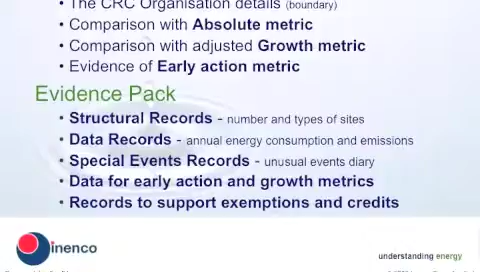 • The CRC Organisation details (boundary)
• Comparison with Absolute metric
• Comparison with adjusted Growth metric
• Evidence of Early action metric
Evidence Pack
• Structural Records - number and types of sites
• Data Records - annual energy consumption and emissions
• Special Events Records - unusual events diary
• Data for early action and growth metrics
• Records to support exemptions and credits
inenco
understanding energy